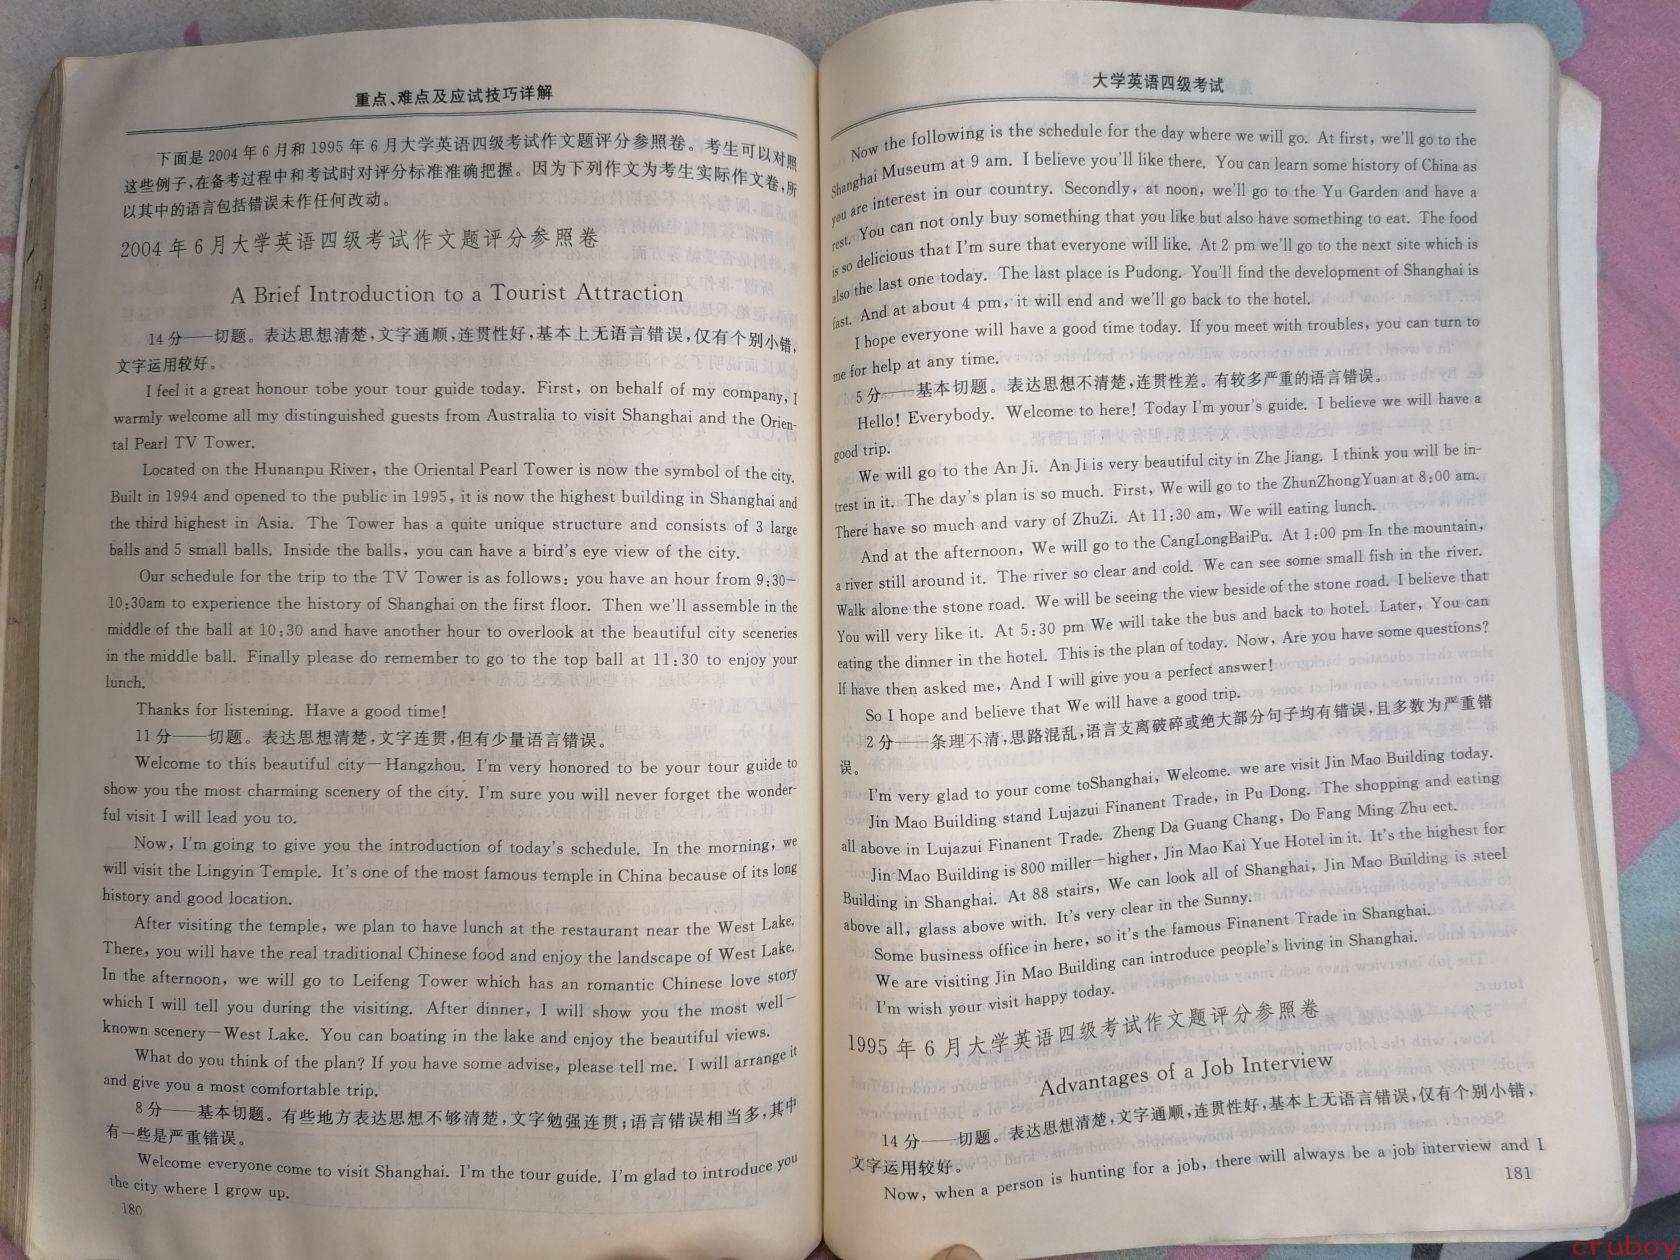 重点、难点及应试技巧详解
下面是2004年6月和1995年6月大学英语四级考试作文题评分参照卷。考生可以对照
这些例子,在备考过程中和考试时对评分标准准确把握。因为下列作文为考生实际作文卷,所
以其中的语言包括错误未作任何改动。
2004年6月大学英语四级考试作文题评分参照卷
A Brief Introduction to a Tourist Attraction
14分——切题。表达思想清楚,文字通顺,连贯性好,基本上无语言错误,仅有个别小错,
文字运用较好。
I feel it a great honour tobe your tour guide today. First, on behalf of my company, I
warmly welcome all my distinguished guests from Australia to visit Shanghai and the Orien-
tal Pearl TV Tower.
Located on the Hunanpu River, the Oriental Pearl Tower is now the symbol of the city.
Built in 1994 and opened to the public in 1995, it is now the highest building in Shanghai and
the third highest in Asia. The Tower has a quite unique structure and consists of 3 large
balls and 5 small balls. Inside the balls, you can have a bird's eye view of the city.
Our schedule for the trip to the TV Tower is as follows: you have an hour from 9:30-
10:30am to experience the history of Shanghai on the first floor. Then we'll assemble in the
middle of the ball at 10:30 and have another hour to overlook at the beautiful city sceneries
in the middle ball. Finally please do remember to go to the top ball at 11:30 to enjoy your
lunch.
Thanks for listening. Have a good time!
11分——切题。表达思想清楚,文字连贯,但有少量语言错误。
Welcome to this beautiful city—Hangzhou. I'm very honored to be your tour guide to
show you the most charming scenery of the city. I'm sure you will never forget the wonder-
ful visit I will lead you to.
Now, I'm going to give you the introduction of today's schedule. In the morning, we
will visit the Lingyin Temple. It's one of the most famous temple in China because of its long
history and good location.
After visiting the temple, we plan to have lunch at the restaurant near the West Lake.
There, you will have the real traditional Chinese food and enjoy the landscape of West Lake.
In the afternoon, we will go to Leifeng Tower which has an romantic Chinese love story
which I will tell you during the visiting. After dinner, I will show you the most well-
known scenery—West Lake. You can boating in the lake and enjoy the beautiful views.
What do you think of the plan? If you have some advise, please tell me. I will arrange it
and give you a most comfortable trip.
8分——基本切题。有些地方表达思想不够清楚,文字勉强连贯;语言错误相当多,其中
有一些是严重错误。
Welcome everyone come to visit Shanghai. I'm the tour guide. I'm glad to introduce you
the city where I grow up.
180
大学英语四级考试
Now the following is the schedule for the day where we will go. At first, we'll go to the
Shanghai Museum at 9 am. I believe you'll like there. You can learn some history of China as
you are interest in our country. Secondly, at noon, we'll go to the Yu Garden and have a
rest. You can not only buy something that you like but also have something to eat. The food
is so delicious that I'm sure that everyone will like. At 2 pm we'll go to the next site which is
also the last one today. The last place is Pudong. You'll find the development of Shanghai is
fast. And at about 4 pm, it will end and we'll go back to the hotel.
I hope everyone will have a good time today. If you meet with troubles, you can turn to
me for help at any time.
5分——基本切题。表达思想不清楚,连贯性差。有较多严重的语言错误。
Hello! Everybody. Welcome to here! Today I'm your's guide. I believe we will have a
good trip.
We will go to the An Ji. An Ji is very beautiful city in Zhe Jiang. I think you will be in-
trest in it. The day's plan is so much. First, We will go to the ZhunZhongYuan at 8:00 am.
There have so much and vary of ZhuZi. At 11:30 am, We will eating lunch.
And at the afternoon, We will go to the CangLongBaiPu. At 1:00 pm In the mountain,
a river still around it. The river so clear and cold. We can see some small fish in the river.
Walk alone the stone road. We will be seeing the view beside of the stone road. I believe that
You will very like it. At 5:30 pm We will take the bus and back to hotel. Later, You can
eating the dinner in the hotel. This is the plan of today. Now, Are you have some questions?
If have then asked me, And I will give you a perfect answer!
So I hope and believe that We will have a good trip.
2分——条理不清,思路混乱,语言支离破碎或绝大部分句子均有错误,且多数为严重错
误。
I'm very glad to your come toShanghai, Welcome. we are visit Jin Mao Building today.
Jin Mao Building stand Lujazui Finanent Trade, in Pu Dong. The shopping and eating
all above in Lujazui Finanent Trade. Zheng Da Guang Chang, Do Fang Ming Zhu ect.
Jin Mao Building is 800 miller—higher, Jin Mao Kai Yue Hotel in it. It's the highest for
Building in Shanghai. At 88 stairs, We can look all of Shanghai, Jin Mao Building is steel
above all, glass above with. It's very clear in the Sunny.
Some business office in here, so it's the famous Finanent Trade in Shanghai.
We are visiting Jin Mao Building can introduce people's living in Shanghai.
I'm wish your visit happy today.
1995年6月大学英语四级考试作文题评分参照卷
Advantages of a Job Interview
14分——切题。表达思想清楚,文字通顺,连贯性好,基本上无语言错误,仅有个别小错,
文字运用较好。
Now, when a person is hunting for a job, there will always be a job interview and I
181
cruboy